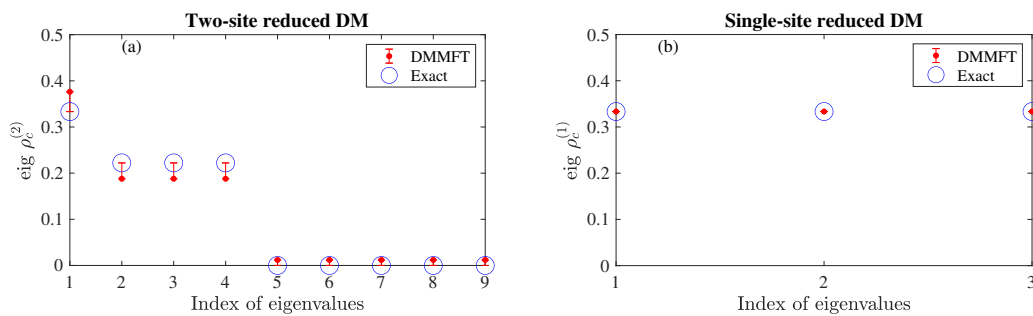 Two-site reduced DM
(a)
DMMFT
Exact
0.5
0.4
0.3
0.2
0.1
0
eig ρ_c^(2)
1 2 3 4 5 6 7 8 9
Index of eigenvalues
Single-site reduced DM
(b)
DMMFT
Exact
0.5
0.4
0.3
0.2
0.1
0
eig ρ_c^(1)
1 2 3
Index of eigenvalues